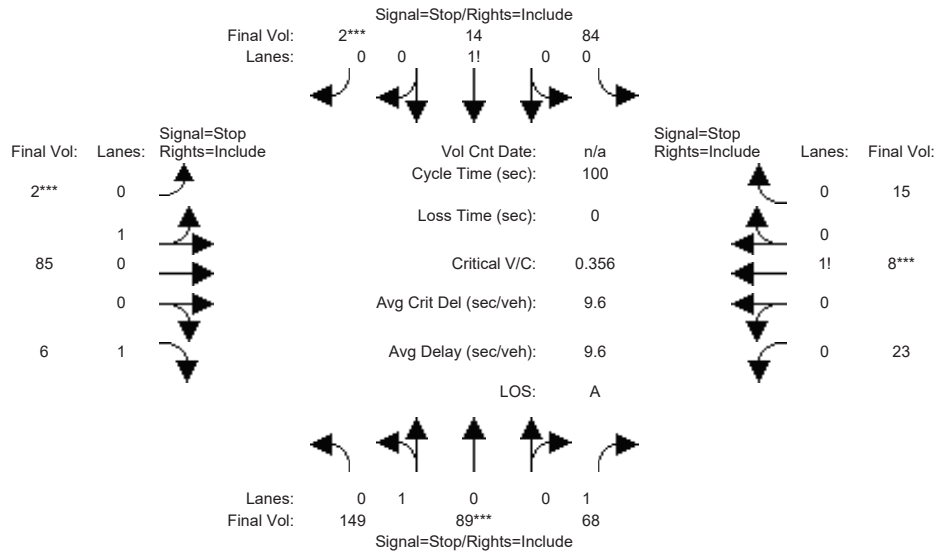 Signal=Stop/Rights=Include
Final Vol: 2*** 14 84
Lanes: 0 0 1! 0 0
Signal=Stop Signal=Stop
Final Vol: Lanes: Rights=Include Vol Cnt Date: n/a Rights=Include Lanes: Final Vol:
Cycle Time (sec): 100
2*** 0 0 15
Loss Time (sec): 0
1 0
85 0 Critical V/C: 0.356 1! 8***
0 Avg Crit Del (sec/veh): 9.6 0
6 1 Avg Delay (sec/veh): 9.6 0 23
LOS: A
Lanes: 0 1 0 0 1
Final Vol: 149 89*** 68
Signal=Stop/Rights=Include